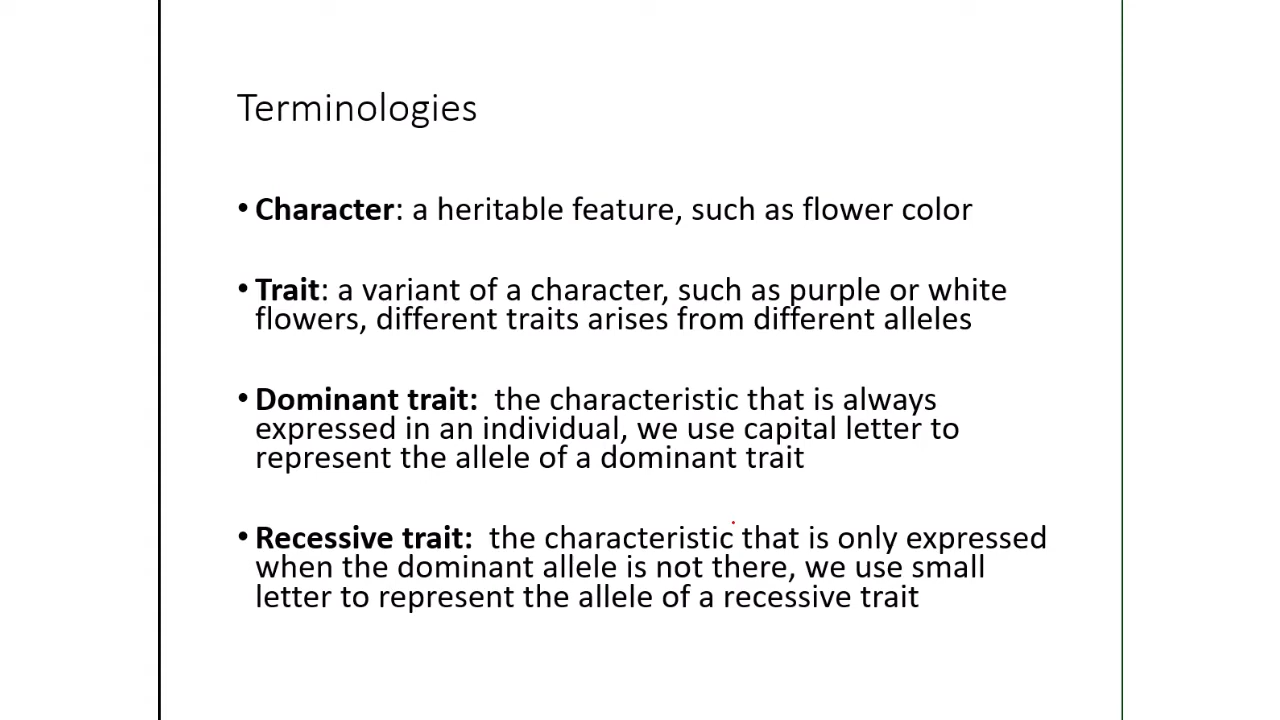 Terminologies
• Character: a heritable feature, such as flower color
• Trait: a variant of a character, such as purple or white
flowers, different traits arises from different alleles
• Dominant trait:  the characteristic that is always
expressed in an individual, we use capital letter to
represent the allele of a dominant trait
• Recessive trait:  the characteristic that is only expressed
when the dominant allele is not there, we use small
letter to represent the allele of a recessive trait